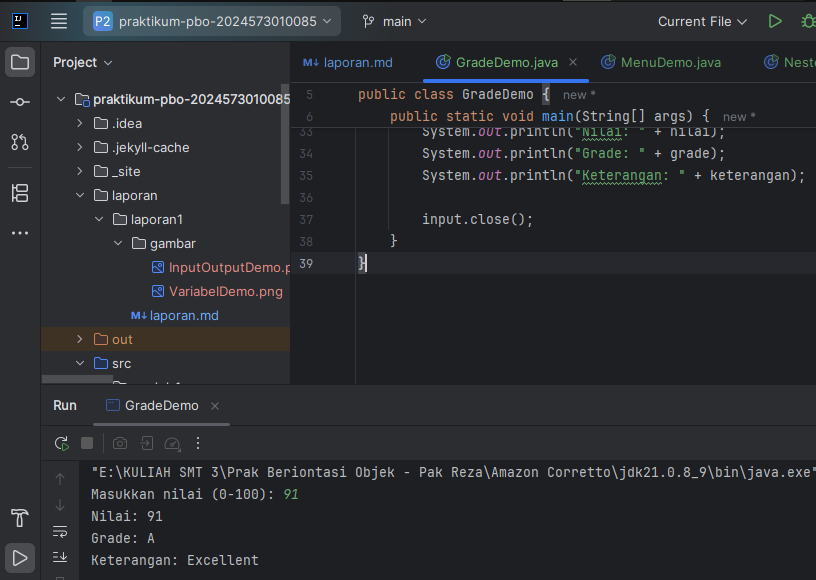 IJ
P2 praktikum-pbo-2024573010085
main
Current File
Project
praktikum-pbo-2024573010085
.idea
.jekyll-cache
_site
laporan
laporan1
gambar
InputOutputDemo.p
VariabelDemo.png
M↓ laporan.md
out
src
M↓ laporan.md
GradeDemo.java
MenuDemo.java
Neste
5 public class GradeDemo { new *
6 public static void main(String[] args) { new *
33 System.out.println("Nilai: " + nilai);
34 System.out.println("Grade: " + grade);
35 System.out.println("Keterangan: " + keterangan);
36
37 input.close();
38 }
39 }
Run GradeDemo
"E:\KULIAH SMT 3\Prak Beriontasi Objek - Pak Reza\Amazon Corretto\jdk21.0.8_9\bin\java.exe"
Masukkan nilai (0-100): 91
Nilai: 91
Grade: A
Keterangan: Excellent